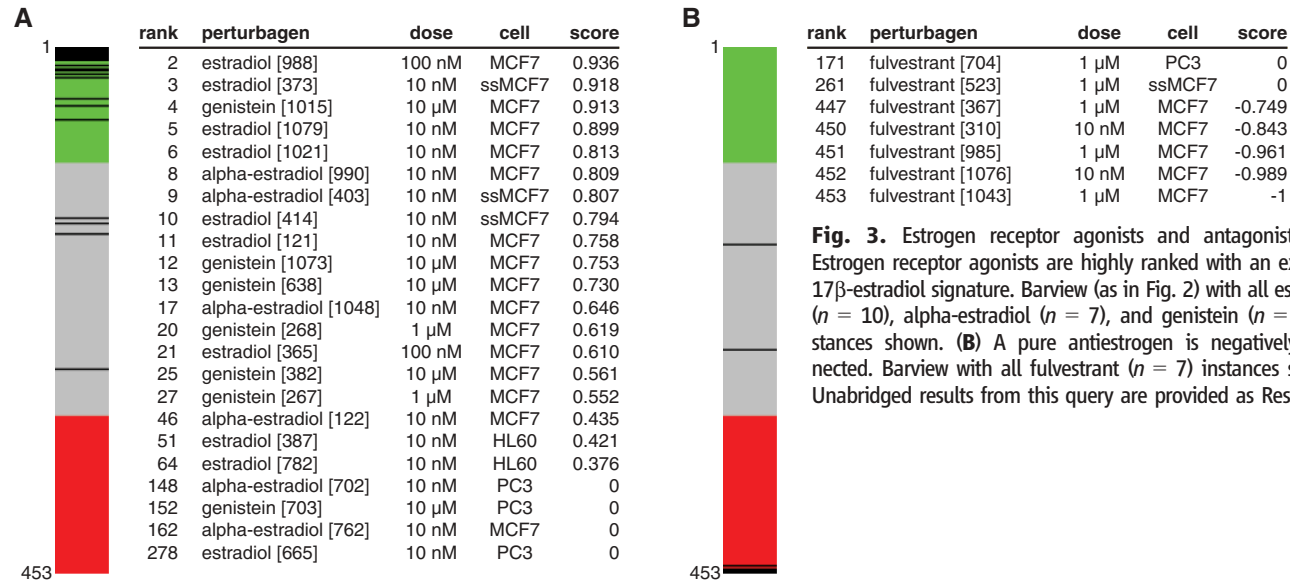 A
rank perturbagen dose cell score
1
2 estradiol [988] 100 nM MCF7 0.936
3 estradiol [373] 10 nM ssMCF7 0.918
4 genistein [1015] 10 µM MCF7 0.913
5 estradiol [1079] 10 nM MCF7 0.899
6 estradiol [1021] 10 nM MCF7 0.813
8 alpha-estradiol [990] 10 nM MCF7 0.809
9 alpha-estradiol [403] 10 nM ssMCF7 0.807
10 estradiol [414] 10 nM ssMCF7 0.794
11 estradiol [121] 10 nM MCF7 0.758
12 genistein [1073] 10 µM MCF7 0.753
13 genistein [638] 10 µM MCF7 0.730
17 alpha-estradiol [1048] 10 nM MCF7 0.646
20 genistein [268] 1 µM MCF7 0.619
21 estradiol [365] 100 nM MCF7 0.610
25 genistein [382] 10 µM MCF7 0.561
27 genistein [267] 1 µM MCF7 0.552
46 alpha-estradiol [122] 10 nM MCF7 0.435
51 estradiol [387] 10 nM HL60 0.421
64 estradiol [782] 10 nM HL60 0.376
148 alpha-estradiol [702] 10 nM PC3 0
152 genistein [703] 10 µM PC3 0
162 alpha-estradiol [762] 10 nM MCF7 0
278 estradiol [665] 10 nM PC3 0
453
B
rank perturbagen dose cell score
1
171 fulvestrant [704] 1 µM PC3 0
261 fulvestrant [523] 1 µM ssMCF7 0
447 fulvestrant [367] 1 µM MCF7 -0.749
450 fulvestrant [310] 10 nM MCF7 -0.843
451 fulvestrant [985] 1 µM MCF7 -0.961
452 fulvestrant [1076] 10 nM MCF7 -0.989
453 fulvestrant [1043] 1 µM MCF7 -1
Fig. 3. Estrogen receptor agonists and antagonist
Estrogen receptor agonists are highly ranked with an ex
17β-estradiol signature. Barview (as in Fig. 2) with all es
(n = 10), alpha-estradiol (n = 7), and genistein (n =
stances shown. (B) A pure antiestrogen is negatively
nected. Barview with all fulvestrant (n = 7) instances s
Unabridged results from this query are provided as Res
453